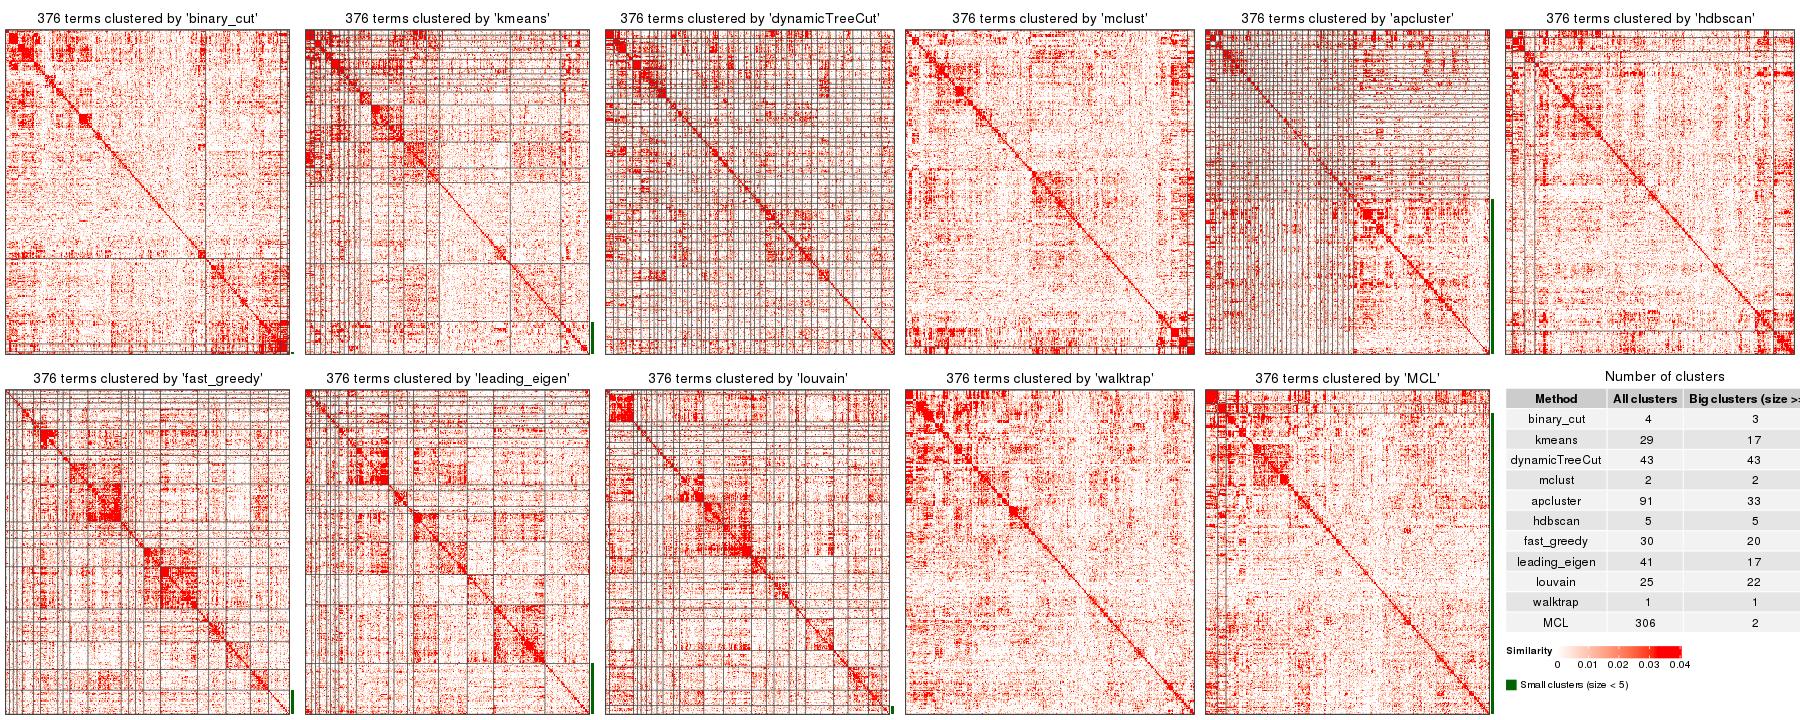 376 terms clustered by 'binary_cut'
376 terms clustered by 'kmeans'
376 terms clustered by 'dynamicTreeCut'
376 terms clustered by 'mclust'
376 terms clustered by 'apcluster'
376 terms clustered by 'hdbscan'
376 terms clustered by 'fast_greedy'
376 terms clustered by 'leading_eigen'
376 terms clustered by 'louvain'
376 terms clustered by 'walktrap'
376 terms clustered by 'MCL'
Number of clusters
Method All clusters Big clusters (size >
binary_cut 4 3
kmeans 29 17
dynamicTreeCut 43 43
mclust 2 2
apcluster 91 33
hdbscan 5 5
fast_greedy 30 20
leading_eigen 41 17
louvain 25 22
walktrap 1 1
MCL 306 2
Similarity
0 0.01 0.02 0.03 0.04
Small clusters (size < 5)